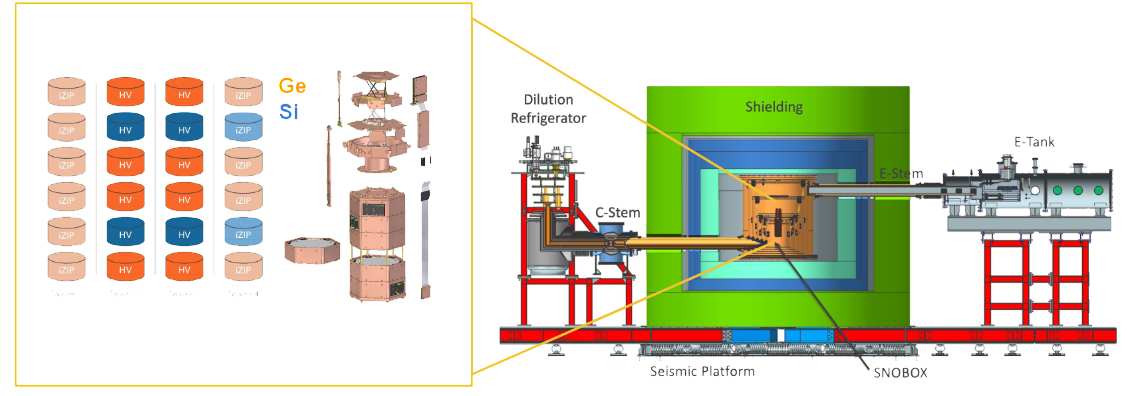 Ge
Si
iZIP HV HV iZIP
iZIP HV HV iZIP
iZIP HV HV iZIP
iZIP HV HV iZIP
iZIP HV HV iZIP
iZIP HV HV iZIP
Dilution
Refrigerator
C-Stem
Shielding
E-Stem
E-Tank
Seismic Platform
SNOBOX